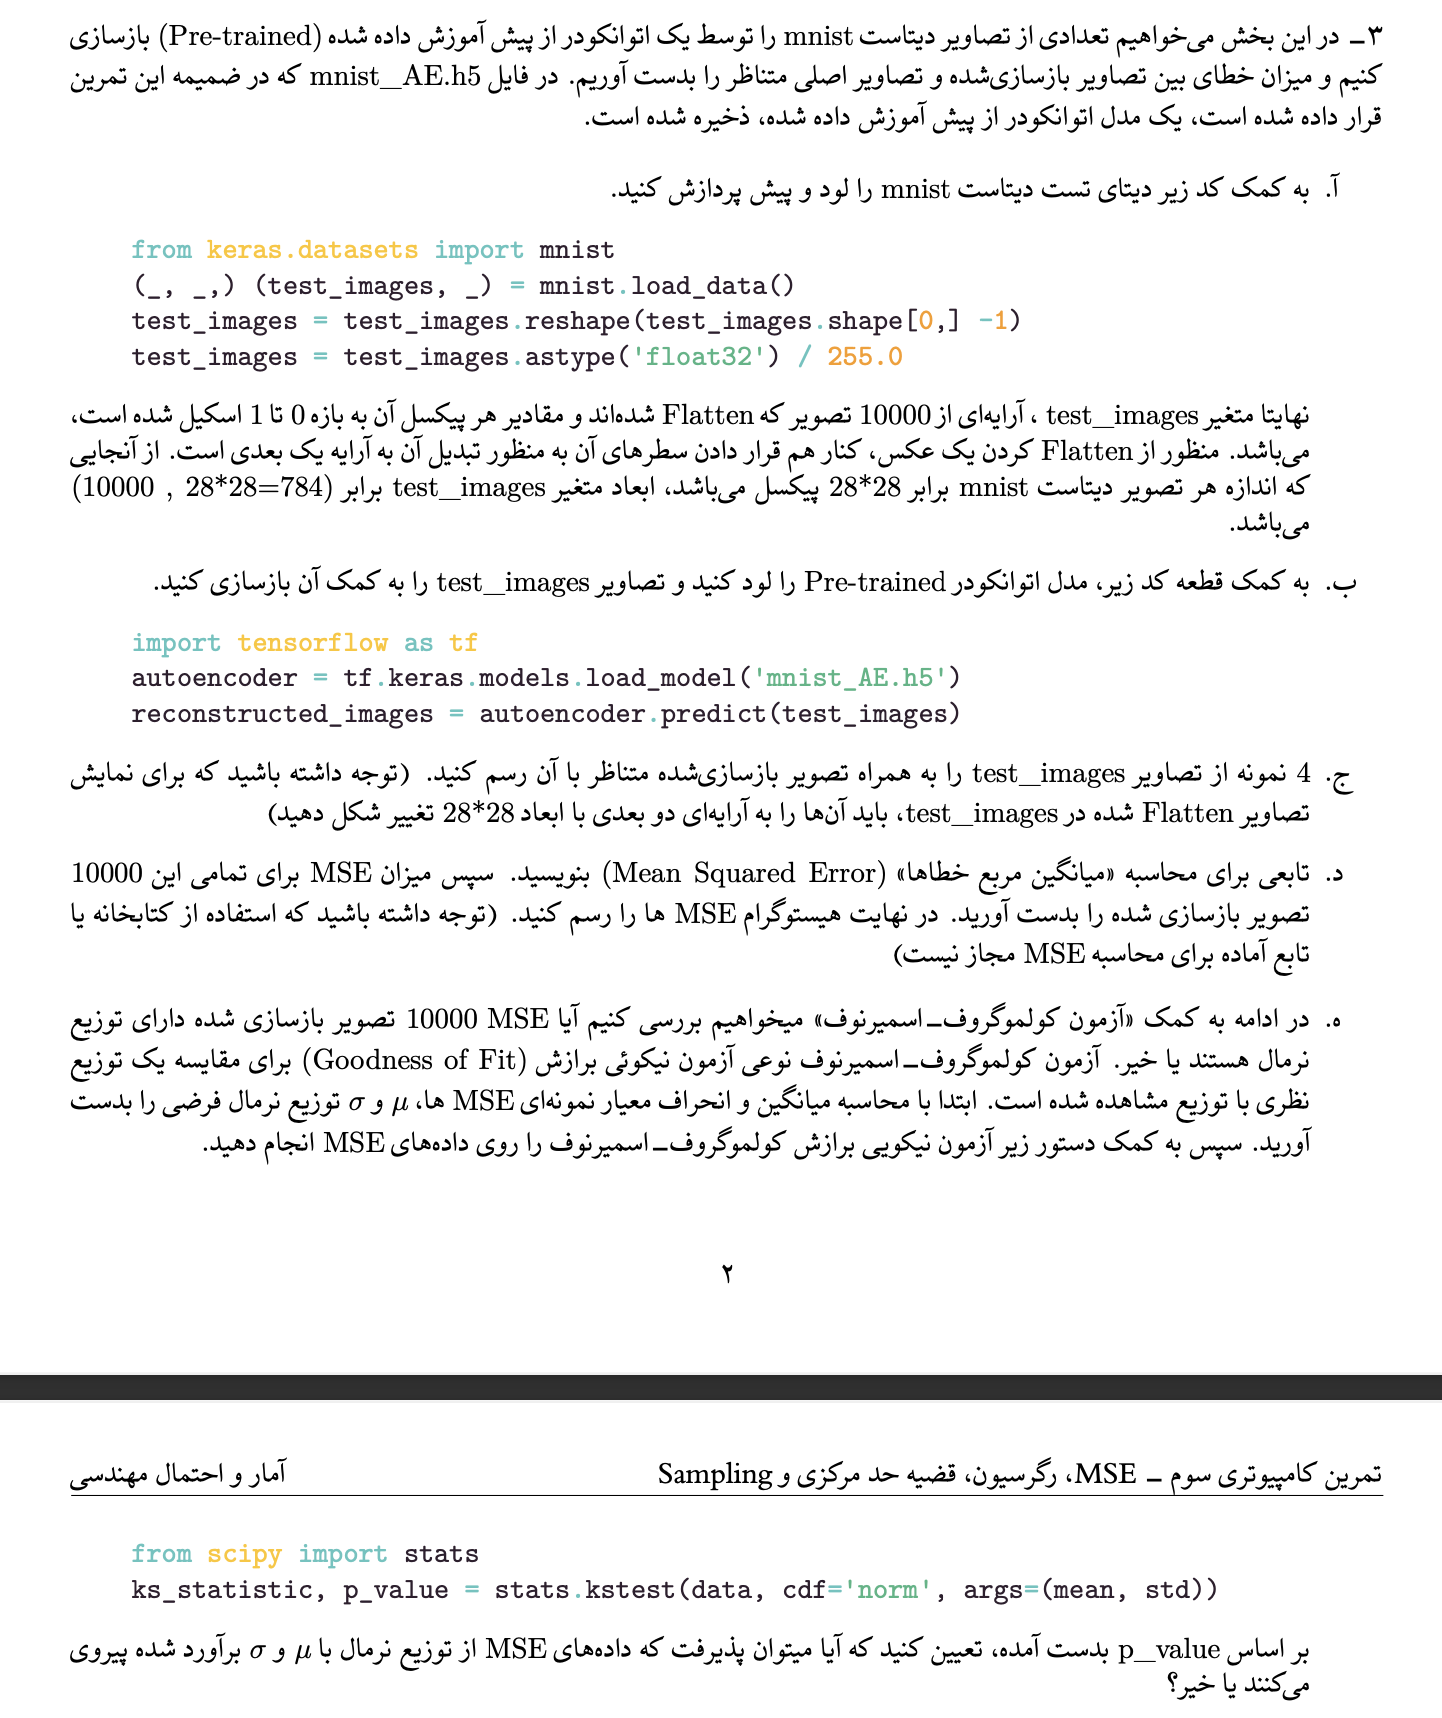 ۳ــ در این بخش می‌خواهیم تعدادی از تصاویر دیتاست mnist را توسط یک اتوانکودر از پیش آموزش داده شده (Pre-trained) بازسازی
کنیم و میزان خطای بین تصاویر بازسازی‌شده و تصاویر اصلی متناظر را بدست آوریم. در فایل mnist_AE.h5 که در ضمیمه این تمرین
قرار داده شده است، یک مدل اتوانکودر از پیش آموزش داده شده، ذخیره شده است.
آ. به کمک کد زیر دیتای تست دیتاست mnist را لود و پیش پردازش کنید.
from keras.datasets import mnist
(_, _,) (test_images, _) = mnist.load_data()
test_images = test_images.reshape(test_images.shape[0,] -1)
test_images = test_images.astype('float32') / 255.0
نهایتا متغیر test_images ، آرایه‌ای از 10000 تصویر که Flatten شده‌اند و مقادیر هر پیکسل آن به بازه 0 تا 1 اسکیل شده است،
می‌باشد. منظور از Flatten کردن یک عکس، کنار هم قرار دادن سطرهای آن به منظور تبدیل آن به آرایه یک بعدی است. از آنجایی
که اندازه هر تصویر دیتاست mnist برابر 28*28 پیکسل می‌باشد، ابعاد متغیر test_images برابر (10000 , 28*28=784)
می‌باشد.
ب. به کمک قطعه کد زیر، مدل اتوانکودر Pre-trained را لود کنید و تصاویر test_images را به کمک آن بازسازی کنید.
import tensorflow as tf
autoencoder = tf.keras.models.load_model('mnist_AE.h5')
reconstructed_images = autoencoder.predict(test_images)
ج. 4 نمونه از تصاویر test_images را به همراه تصویر بازسازی‌شده متناظر با آن رسم کنید. (توجه داشته باشید که برای نمایش
تصاویر Flatten شده در test_images، باید آن‌ها را به آرایه‌ای دو بعدی با ابعاد 28*28 تغییر شکل دهید)
د. تابعی برای محاسبه «میانگین مربع خطاها» (Mean Squared Error) بنویسید. سپس میزان MSE برای تمامی این 10000
تصویر بازسازی شده را بدست آورید. در نهایت هیستوگرام MSE ها را رسم کنید. (توجه داشته باشید که استفاده از کتابخانه یا
تابع آماده برای محاسبه MSE مجاز نیست)
ه. در ادامه به کمک «آزمون کولموگروف‌ــ‌اسمیرنوف» میخواهیم بررسی کنیم آیا MSE 10000 تصویر بازسازی شده دارای توزیع
نرمال هستند یا خیر. آزمون کولموگروف‌ــ‌اسمیرنوف نوعی آزمون نیکوئی برازش (Goodness of Fit) برای مقایسه یک توزیع
نظری با توزیع مشاهده شده است. ابتدا با محاسبه میانگین و انحراف معیار نمونه‌ای MSE ها، μ و σ توزیع نرمال فرضی را بدست
آورید. سپس به کمک دستور زیر آزمون نیکویی برازش کولموگروف‌ــ‌اسمیرنوف را روی داده‌های MSE انجام دهید.
۲
تمرین کامپیوتری سوم ــ MSE، رگرسیون، قضیه حد مرکزی و Sampling آمار و احتمال مهندسی
from scipy import stats
ks_statistic, p_value = stats.kstest(data, cdf='norm', args=(mean, std))
بر اساس p_value بدست آمده، تعیین کنید که آیا میتوان پذیرفت که داده‌های MSE از توزیع نرمال با μ و σ برآورد شده پیروی
می‌کنند یا خیر؟